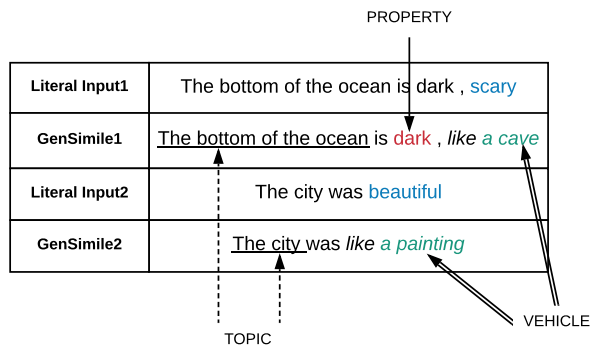 PROPERTY
Literal Input1 The bottom of the ocean is dark , scary
GenSimile1 The bottom of the ocean is dark , like a cave
Literal Input2 The city was beautiful
GenSimile2 The city was like a painting
VEHICLE
TOPIC